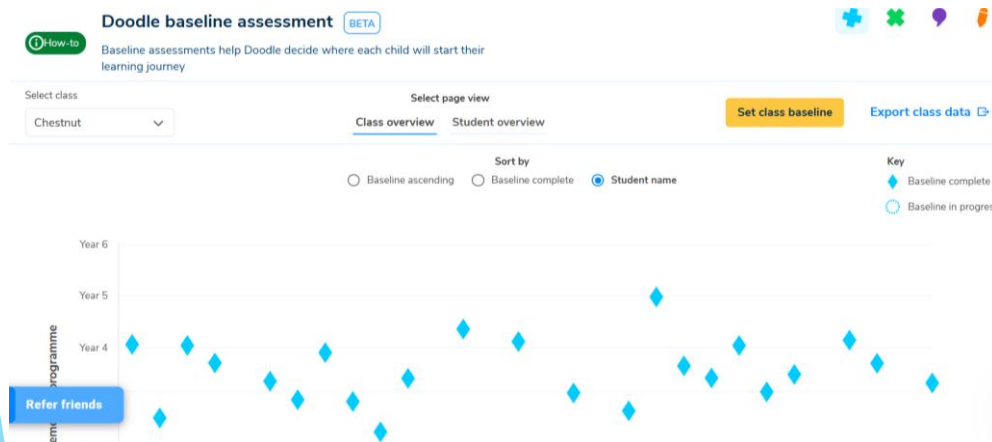 Doodle baseline assessment BETA
How-to
Baseline assessments help Doodle decide where each child will start their
learning journey
Select class
Chestnut
Select page view
Class overview Student overview
Set class baseline
Export class data
Sort by
Baseline ascending Baseline complete Student name
Key
Baseline complete
Baseline in progres
Year 6
Year 5
Year 4
Refer friends